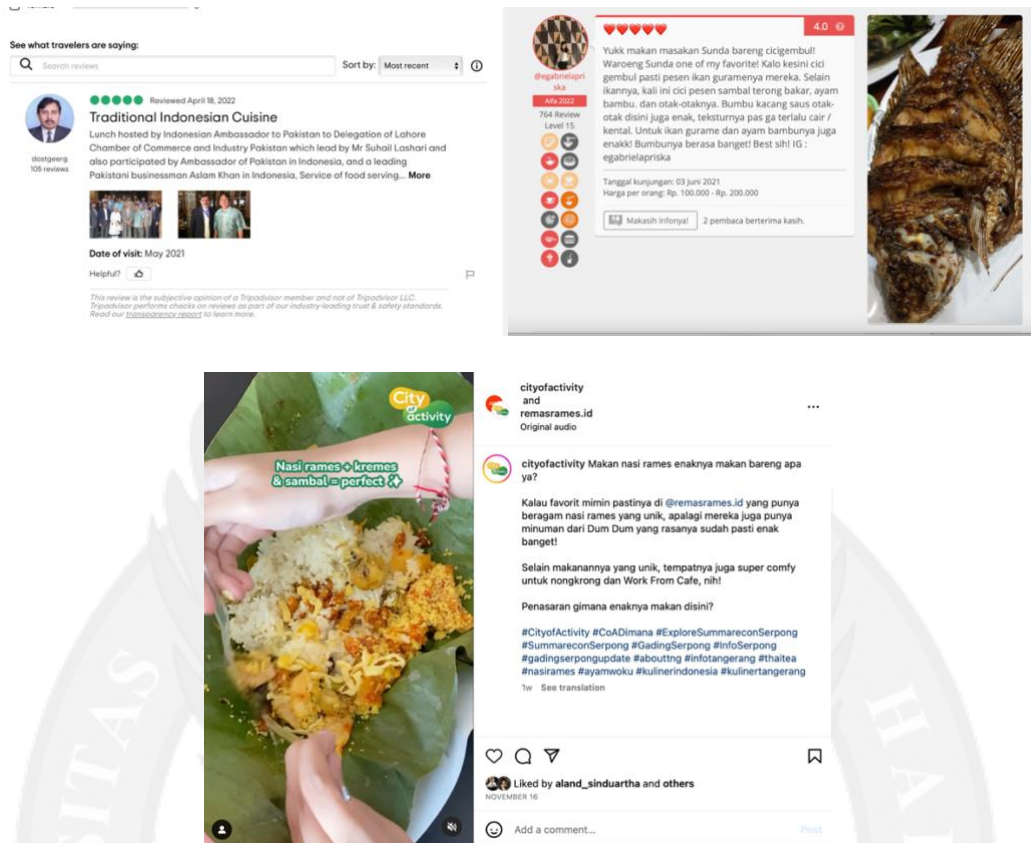 See what travelers are saying:
Search reviews
Sort by: Most recent
Reviewed April 18, 2022
Traditional Indonesian Cuisine
Lunch hosted by Indonesian Ambassador to Pakistan to Delegation of Lahore
Chamber of Commerce and Industry Pakistan which lead by Mr Suhail Lashari and
also participated by Ambassador of Pakistan in Indonesia, and a leading
Pakistani businessman Aslam Khan in Indonesia, Service of food serving... More
dostgeerg
105 reviews
Date of visit: May 2021
Helpful?
This review is the subjective opinion of a Tripadvisor member and not of Tripadvisor LLC.
Tripadvisor performs checks on reviews as part of our industry-leading trust & safety standards.
Read our transparency report to learn more.
@egabrielapri
ska
Alfa 2022
764 Review
Level 15
4.0
Yukk makan masakan Sunda bareng cicigembul!
Waroeng Sunda one of my favorite! Kalo kesini cici
gembul pasti pesen ikan guramenya mereka. Selain
ikannya, kali ini cici pesen sambal terong bakar, ayam
bambu. dan otak-otaknya. Bumbu kacang saus otak-
otak disini juga enak, teksturnya pas ga terlalu cair /
kental. Untuk ikan gurame dan ayam bambunya juga
enakk! Bumbunya berasa banget! Best sih! IG :
egabrielapriska
Tanggal kunjungan: 03 Juni 2021
Harga per orang: Rp. 100.000 - Rp. 200.000
Makasih Infonya! 2 pembaca berterima kasih.
City
of
activity
Nasi rames + kremes
& sambal = perfect
cityofactivity
and
remasrames.id
Original audio
cityofactivity Makan nasi rames enaknya makan bareng apa
ya?
Kalau favorit mimin pastinya di @remasrames.id yang punya
beragam nasi rames yang unik, apalagi mereka juga punya
minuman dari Dum Dum yang rasanya sudah pasti enak
banget!
Selain makanannya yang unik, tempatnya juga super comfy
untuk nongkrong dan Work From Cafe, nih!
Penasaran gimana enaknya makan disini?
#CityofActivity #CoADimana #ExploreSummareconSerpong
#SummareconSerpong #GadingSerpong #InfoSerpong
#gadingserpongupdate #abouttng #infotangerang #thaitea
#nasirames #ayamwoku #kulinerindonesia #kulinertangerang
1w See translation
Liked by aland_sinduartha and others
NOVEMBER 16
Add a comment...
Post